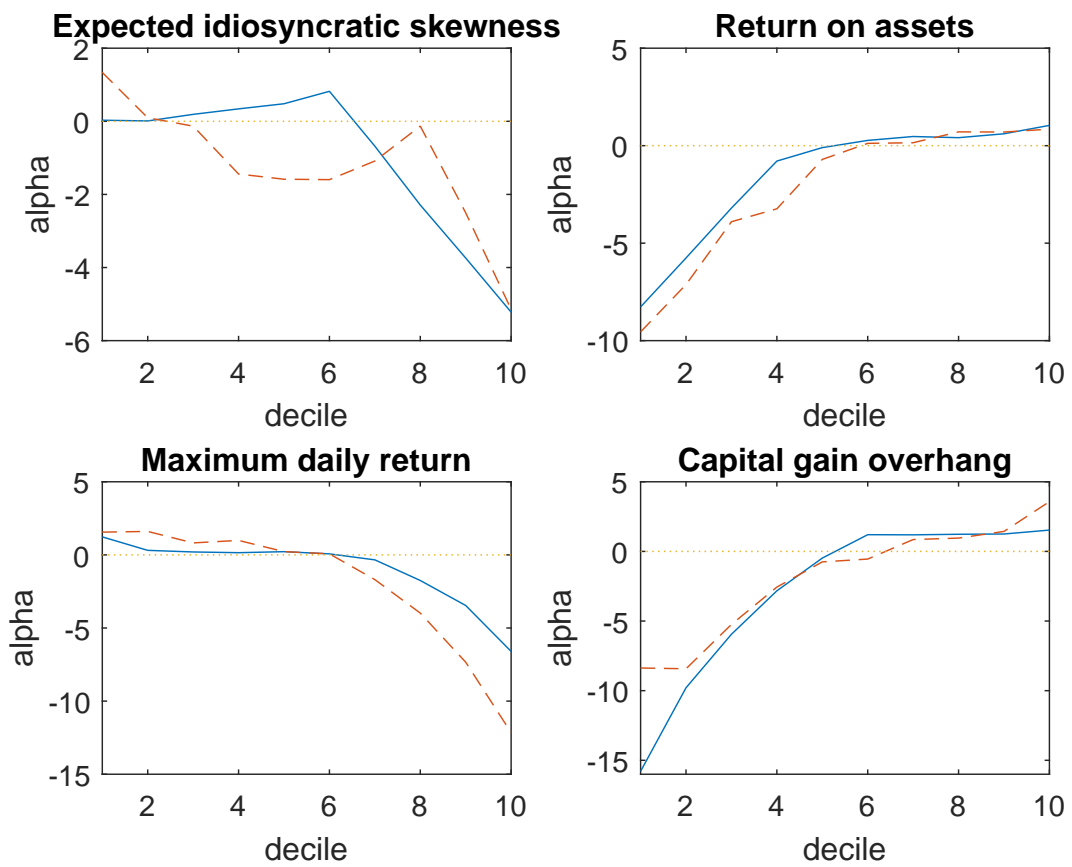 Expected idiosyncratic skewness
2
0
-2
-4
-6
alpha
2 4 6 8 10
decile
Return on assets
5
0
-5
-10
alpha
2 4 6 8 10
decile
Maximum daily return
5
0
-5
-10
-15
alpha
2 4 6 8 10
decile
Capital gain overhang
5
0
-5
-10
-15
alpha
2 4 6 8 10
decile